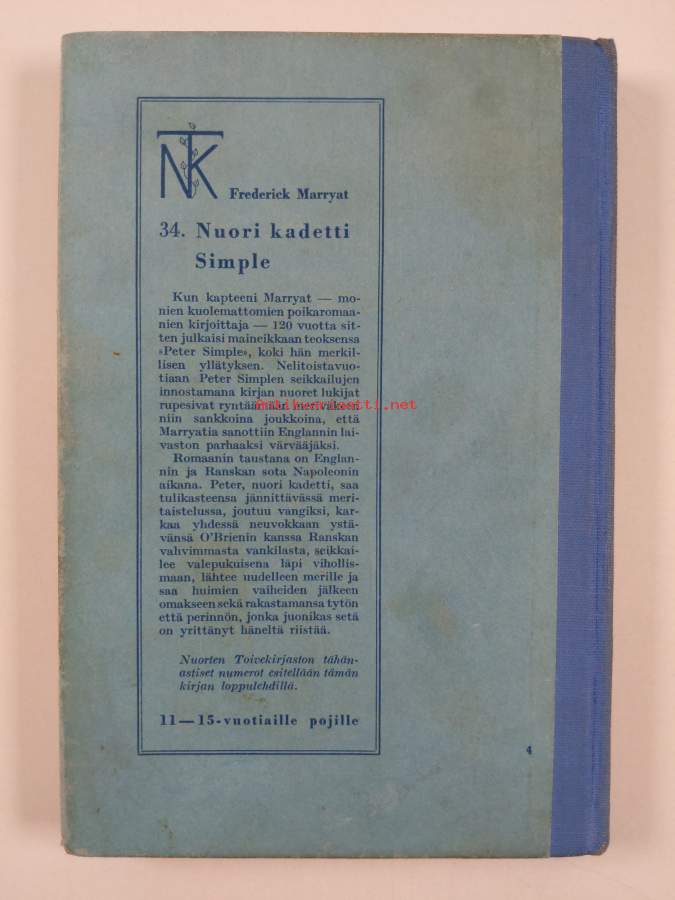 NTK
Frederick Marryat
34. Nuori kadetti
Simple
Kun kapteeni Marryat — mo-
nien kuolemattomien poikaromaa-
nien kirjoittaja — 120 vuotta sit-
ten julkaisi maineikkaan teoksensa
»Peter Simple», koki hän merkil-
lisen yllätyksen. Nelitoistavuo-
tiaan Peter Simplen seikkailujen
innostamana kirjan nuoret lukijat
rupesivat ryntäämään
niin sankkoina joukkoina, että
Marryatia sanottiin Englannin lai-
vaston parhaaksi värvääjäksi.
Romaanin taustana on Englan-
nin ja Ranskan sota Napoleonin
aikana. Peter, nuori kadetti, saa
tulikasteensa jännittävässä meri-
taistelussa, joutuu vangiksi, kar-
kaa yhdessä neuvokkaan ystä-
vänsä O'Brienin kanssa Ranskan
vahvimmasta vankilasta, seikkai-
lee valepukuisena läpi vihollis-
maan, lähtee uudelleen merille ja
saa huimien vaiheiden jälkeen
omakseen sekä rakastamansa tytön
että perinnön, jonka juonikas setä
on yrittänyt häneltä riistää.
Nuorten Toivekirjaston tähän-
astiset numerot esitellään tämän
kirjan loppulehdillä.
11—15-vuotiaille pojille
4